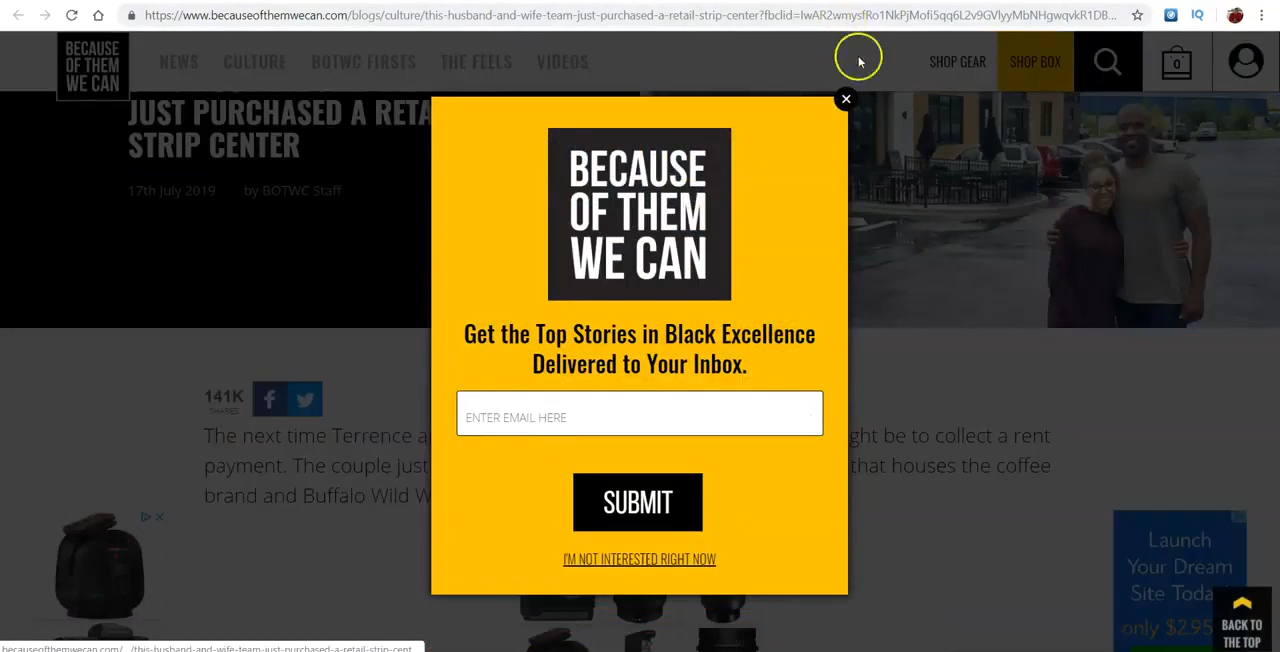 https://www.becauseofthemwecan.com/blogs/culture/this-husband-and-wife-team-just-purchased-a-retail-strip-center?fbclid=IwAR2wmysfRo1NkPjMofi5qq6L2v9GVlyyMbNHgwqvkR1DB...
IQ
BECAUSE
OF THEM
WE CAN
NEWS CULTURE BOTWC FIRSTS THE FEELS VIDEOS
SHOP GEAR SHOP BOX 0
JUST PURCHASED A RETA
STRIP CENTER
17th July 2019 by BOTWC Staff
BECAUSE
OF THEM
WE CAN
Get the Top Stories in Black Excellence
Delivered to Your Inbox.
ENTER EMAIL HERE
SUBMIT
I'M NOT INTERESTED RIGHT NOW
141K
SHARES
The next time Terrence a ght be to collect a rent
payment. The couple just that houses the coffee
brand and Buffalo Wild W
Launch
Your Dream
Site Toda
only $2.95
BACK TO
THE TOP
becauseofthemwecan.com/.../this-husband-and-wife-team-just-purchased-a-retail-strip-cent...